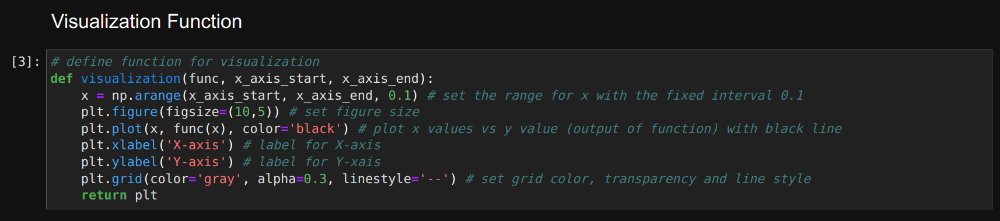 Visualization Function
[3]: # define function for visualization
def visualization(func, x_axis_start, x_axis_end):
    x = np.arange(x_axis_start, x_axis_end, 0.1) # set the range for x with the fixed interval 0.1
    plt.figure(figsize=(10,5)) # set figure size
    plt.plot(x, func(x), color='black') # plot x values vs y value (output of function) with black line
    plt.xlabel('X-axis') # label for X-axis
    plt.ylabel('Y-axis') # label for Y-xais
    plt.grid(color='gray', alpha=0.3, linestyle='--') # set grid color, transparency and line style
    return plt